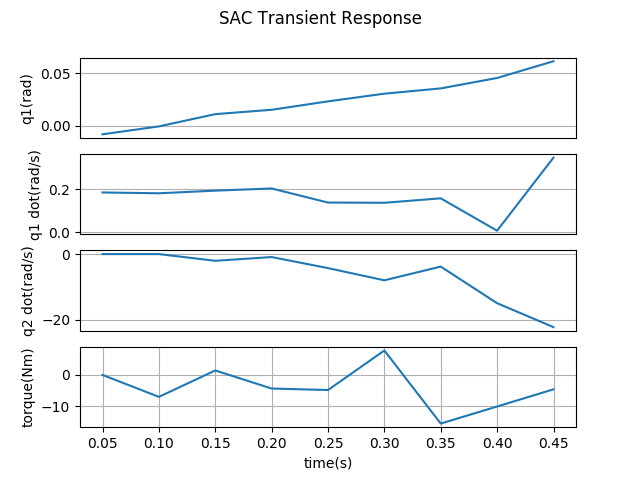 SAC Transient Response
q1(rad)
0.05
0.00
q1 dot(rad/s)
0.2
0.0
q2 dot(rad/s)
0
−20
torque(Nm)
0
−10
0.05 0.10 0.15 0.20 0.25 0.30 0.35 0.40 0.45
time(s)